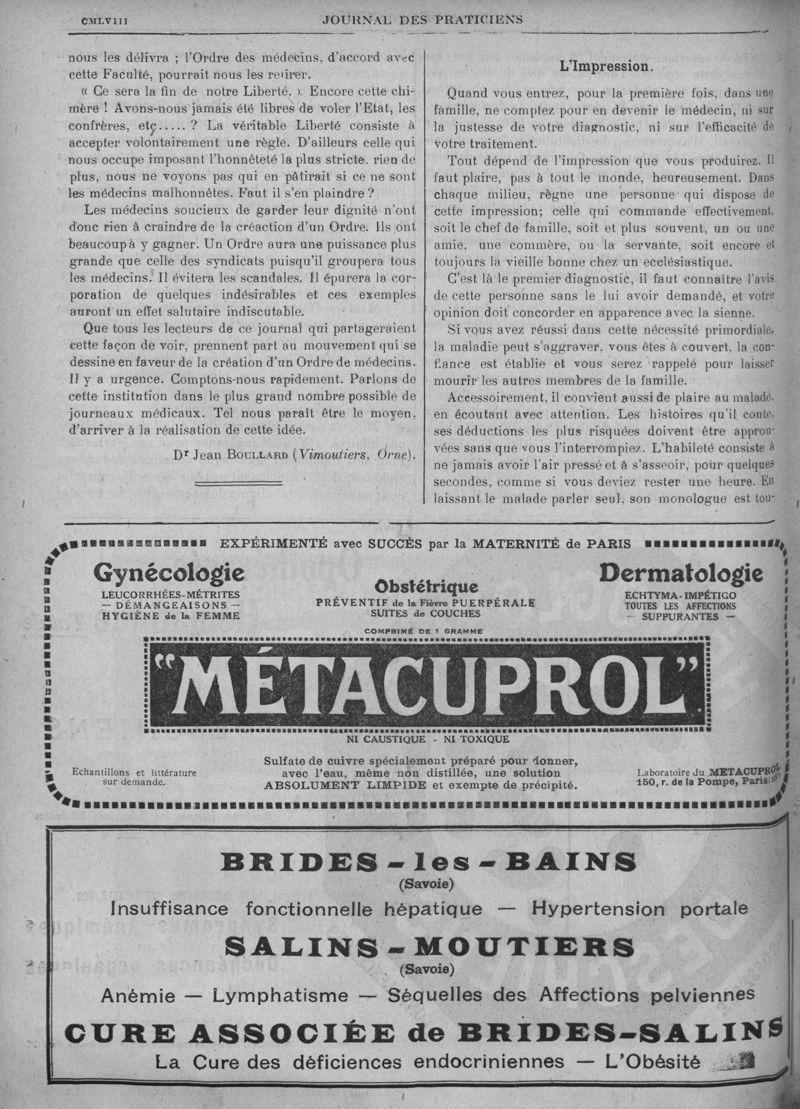 CMLVIII
JOURNAL DES PRATICIENS
nous les délivra ; l'Ordre des médecins, d'accord avec
cette Faculté, pourrait nous les retirer.
« Ce sera la fin de notre Liberté. ». Encore cette chi-
mère ! Avons-nous jamais été libres de voler l'Etat, les
confrères, etç..... ? La véritable Liberté consiste à
accepter volontairement une règle. D'ailleurs celle qui
nous occupe imposant l'honnêteté la plus stricte. rien de
plus, nous ne voyons pas qui en pâtirait si ce ne sont
les médecins malhonnêtes. Faut il s'en plaindre ?
Les médecins soucieux de garder leur dignité n'ont
donc rien à craindre de la créaction d'un Ordre. Ils ont
beaucoup à y gagner. Un Ordre aura une puissance plus
grande que celle des syndicats puisqu'il groupera tous
les médecins. Il évitera les scandales. Il épurera la cor-
poration de quelques indésirables et ces exemples
auront un effet salutaire indiscutable.
Que tous les lecteurs de ce journal qui partageraient
cette façon de voir, prennent part au mouvement qui se
dessine en faveur de la création d'un Ordre de médecins.
Il y a urgence. Comptons-nous rapidement. Parlons de
cette institution dans le plus grand nombre possible de
journeaux médicaux. Tel nous paraît être le moyen,
d'arriver à la réalisation de cette idée.
Dr Jean BOULLARD (Vimoutiers, Orne).
L'Impression.
Quand vous entrez, pour la première fois, dans une
famille, ne comptez pour en devenir le médecin, ni sur
la justesse de votre diagnostic, ni sur l'efficacité de
votre traitement.
Tout dépend de l'impression que vous produirez. Il
faut plaire, pas à tout le monde, heureusement. Dans
chaque milieu, règne une personne qui dispose de
cette impression; celle qui commande effectivement,
soit le chef de famille, soit et plus souvent, un ou une
amie, une commère, ou la servante, soit encore et
toujours la vieille bonne chez un ecclésiastique.
C'est là le premier diagnostic, il faut connaître l'avis
de cette personne sans le lui avoir demandé, et votre
opinion doit concorder en apparence avec la sienne.
Si vous avez réussi dans cette nécessité primordiale,
la maladie peut s'aggraver, vous êtes à couvert, la con-
fiance est établie et vous serez rappelé pour laisser
mourir les autres membres de la famille.
Accessoirement, il convient aussi de plaire au malade,
en écoutant avec attention. Les histoires qu'il conte,
ses déductions les plus risquées doivent être approu-
vées sans que vous l'interrompiez. L'habileté consiste à
ne jamais avoir l'air pressé et à s'asseoir, pour quelques
secondes, comme si vous deviez rester une heure. En
laissant le malade parler seul, son monologue est tou-
EXPÉRIMENTÉ avec SUCCÈS par la MATERNITÉ de PARIS
Gynécologie
LEUCORRHÉES-MÉTRITES
— DÉMANGEAISONS —
HYGIÈNE de la FEMME
Obstétrique
PRÉVENTIF de la Fièvre PUERPÉRALE
SUITES de COUCHES
Dermatologie
ECHTYMA-IMPÉTIGO
TOUTES LES AFFECTIONS
— SUPPURANTES —
COMPRIMÉ DE 1 GRAMME
"MÉTACUPROL"
NI CAUSTIQUE - NI TOXIQUE
Echantillons et littérature
sur demande.
Sulfate de cuivre spécialement préparé pour donner,
avec l'eau, même non distillée, une solution
ABSOLUMENT LIMPIDE et exempte de précipité.
Laboratoire du METACUPROL
150, r. de la Pompe, Paris
BRIDES-les-BAINS
(Savoie)
Insuffisance fonctionnelle hépatique — Hypertension portale
SALINS-MOUTIERS
(Savoie)
Anémie — Lymphatisme — Séquelles des Affections pelviennes
CURE ASSOCIÉE de BRIDES-SALINS
La Cure des déficiences endocriniennes — L'Obésité